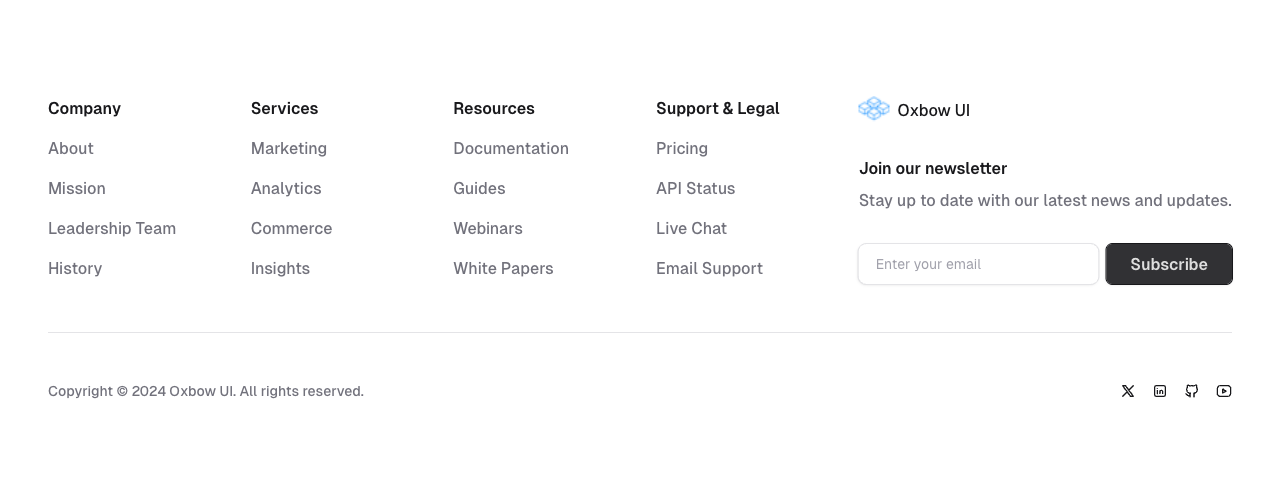 Company
About
Mission
Leadership Team
History
Services
Marketing
Analytics
Commerce
Insights
Resources
Documentation
Guides
Webinars
White Papers
Support & Legal
Pricing
API Status
Live Chat
Email Support
Oxbow UI
Join our newsletter
Stay up to date with our latest news and updates.
Enter your email
Subscribe
Copyright © 2024 Oxbow UI. All rights reserved.